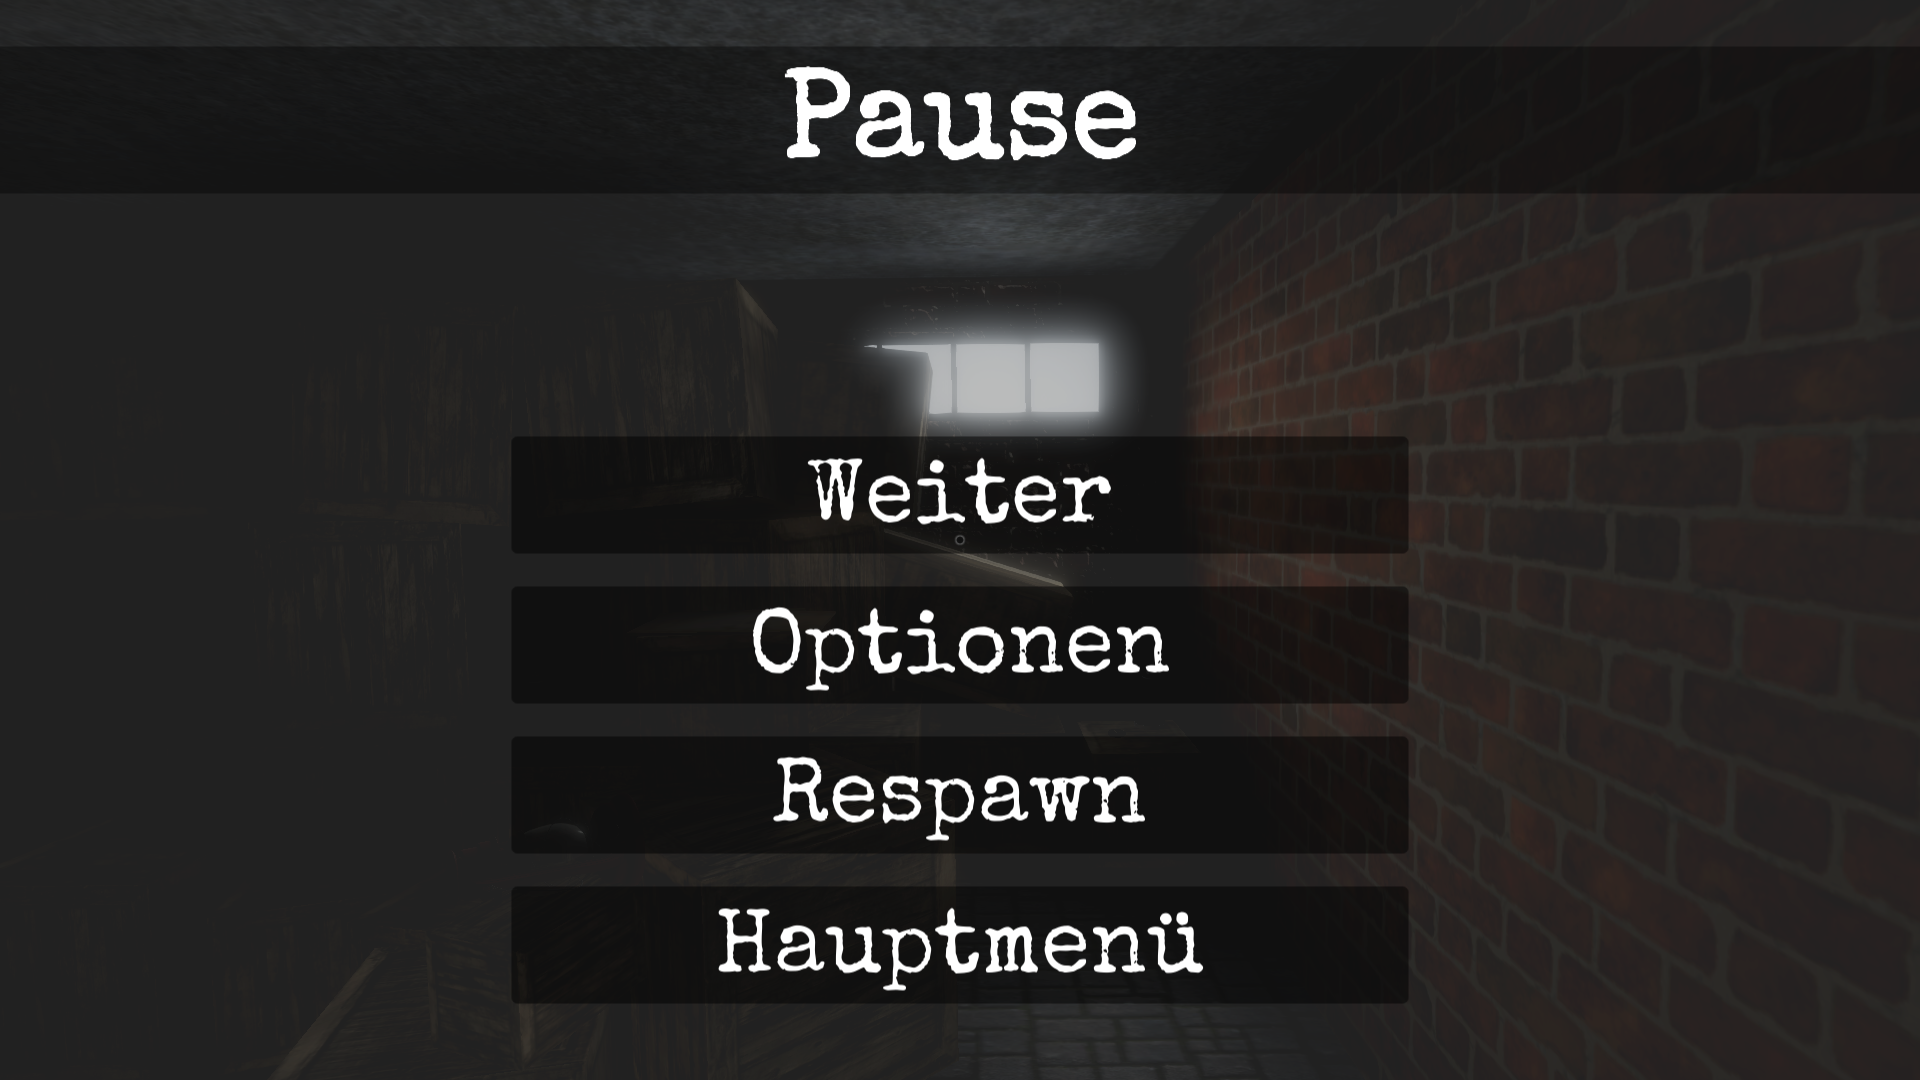 Pause
Weiter
Optionen
Respawn
Hauptmenü